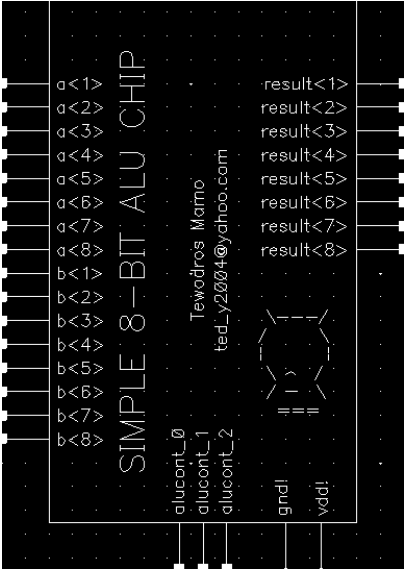 a<1>
a<2>
a<3>
a<4>
a<5>
a<6>
a<7>
a<8>
b<1>
b<2>
b<3>
b<4>
b<5>
b<6>
b<7>
b<8>
SIMPLE 8-BIT ALU CHIP
Tewodros Mamo
ted_y2004@yahoo.com
result<1>
result<2>
result<3>
result<4>
result<5>
result<6>
result<7>
result<8>
alucont_0
alucont_1
alucont_2
gnd!
vdd!